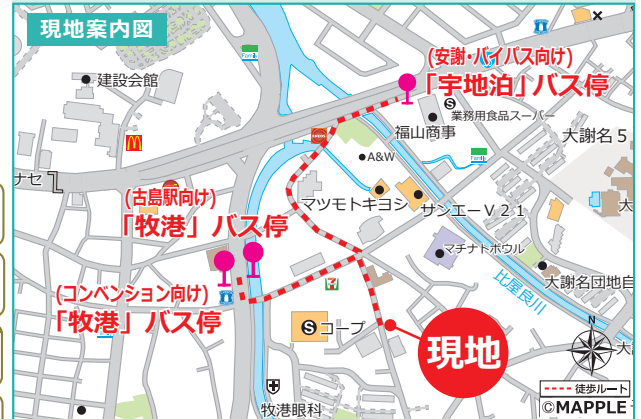 現地案内図
(安謝・バイパス向け)
「宇地泊」バス停
建設会館
業務用食品スーパー
福山商事
大謝名5
A&W
ナセ
(古島駅向け)
「牧港」バス停
マツモトキヨシ
サンエーV21
マチナトボウル
比屋良川
大謝名団地自
(コンベンション向け)
「牧港」バス停
コープ
現地
牧港眼科
N
徒歩ルート
©MAPPLE